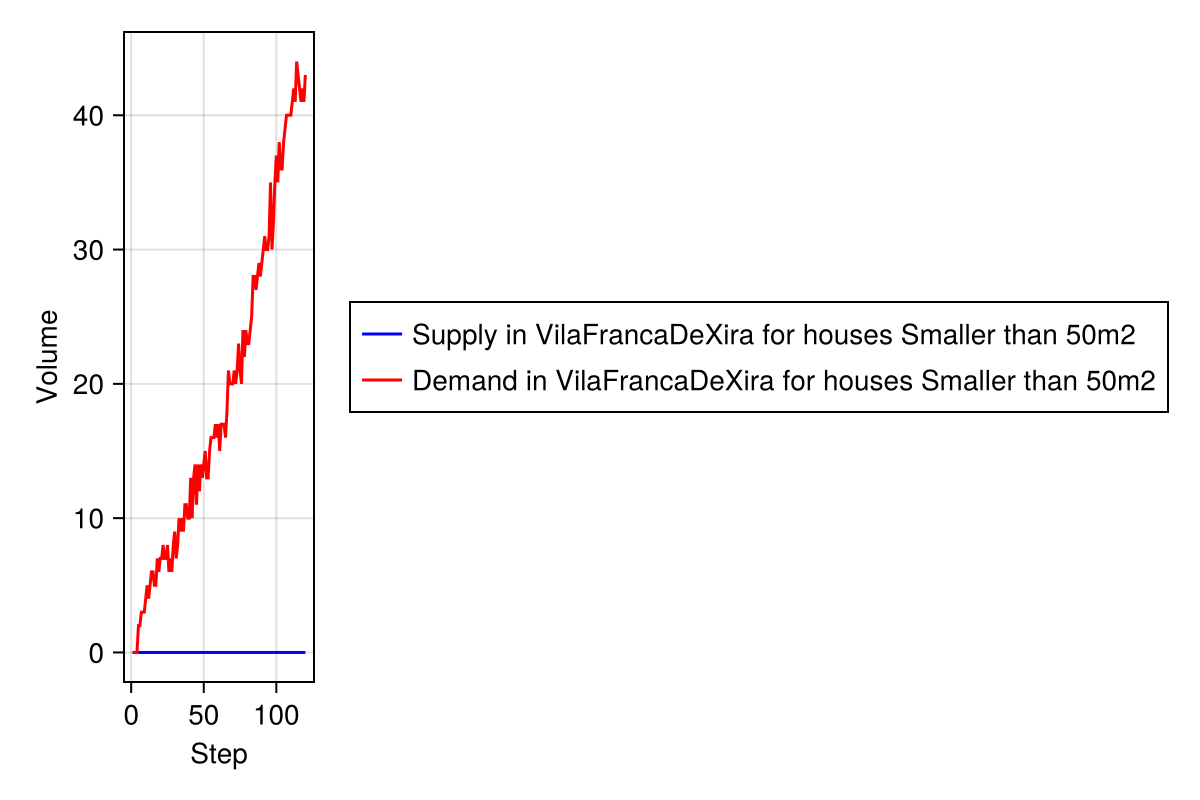 40
30
20
10
0
Volume
0 50 100
Step
Supply in VilaFrancaDeXira for houses Smaller than 50m2
Demand in VilaFrancaDeXira for houses Smaller than 50m2